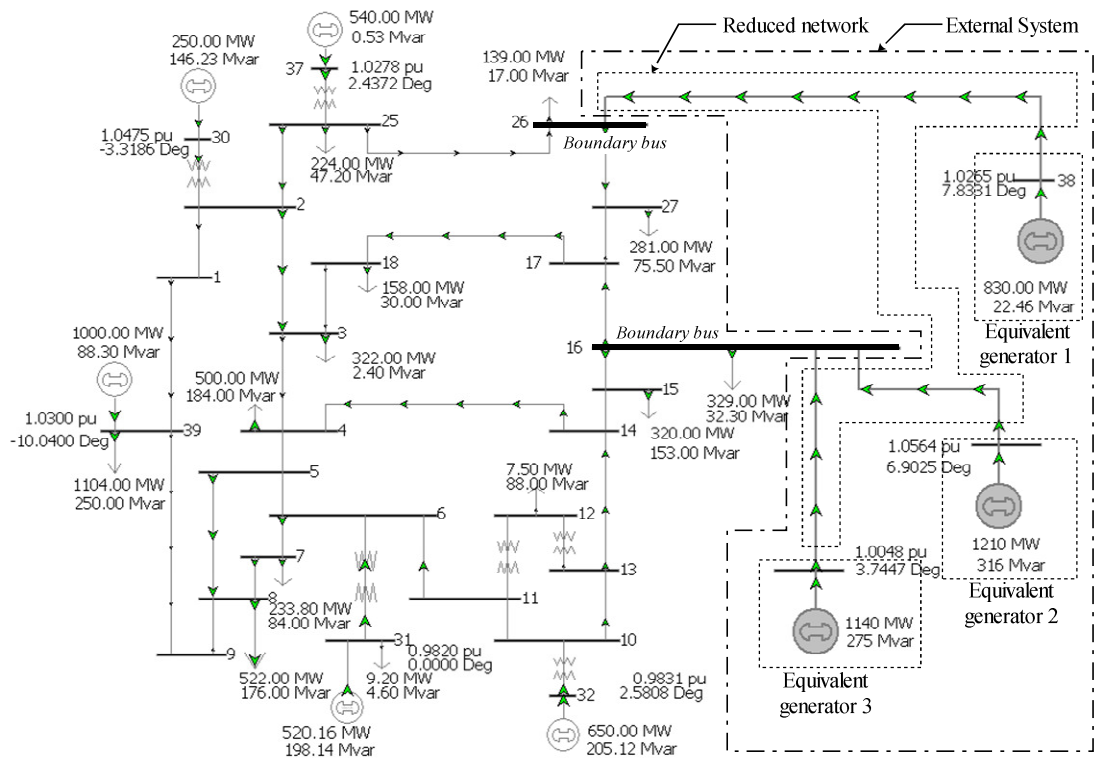 540.00 MW
0.53 Mvar
Reduced network
External System
250.00 MW
146.23 Mvar
139.00 MW
17.00 Mvar
37
1.0278 pu
2.4372 Deg
25
26
Boundary bus
1.0475 pu
-3.3186 Deg
30
224.00 MW
47.20 Mvar
1.0265 pu
7.8331 Deg
38
2
27
281.00 MW
75.50 Mvar
18
17
158.00 MW
30.00 Mvar
1
830.00 MW
22.46 Mvar
Equivalent
generator 1
3
322.00 MW
2.40 Mvar
Boundary bus
16
1000.00 MW
88.30 Mvar
500.00 MW
184.00 Mvar
329.00 MW
32.30 Mvar
15
320.00 MW
153.00 Mvar
1.0300 pu
-10.0400 Deg
39
4
14
1.0564 pu
6.9025 Deg
1104.00 MW
250.00 Mvar
5
7.50 MW
88.00 Mvar
6
12
1210 MW
316 Mvar
Equivalent
generator 2
7
13
1.0048 pu
3.7447 Deg
8
233.80 MW
84.00 Mvar
11
9
31
10
1140 MW
275 Mvar
Equivalent
generator 3
0.9820 pu
0.0000 Deg
522.00 MW
176.00 Mvar
9.20 MW
4.60 Mvar
32
0.9831 pu
2.5808 Deg
520.16 MW
198.14 Mvar
650.00 MW
205.12 Mvar